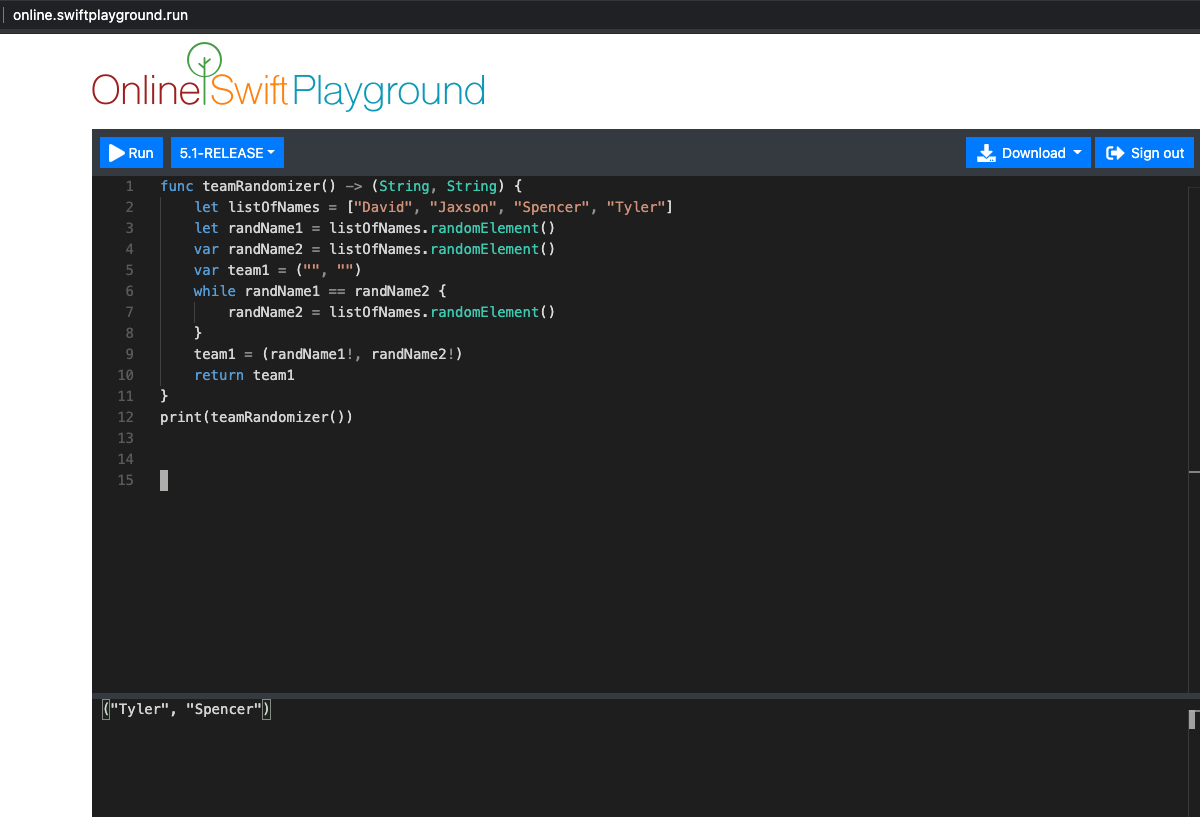 online.swiftplayground.run
Online Swift Playground
Run 5.1-RELEASE Download Sign out
1 func teamRandomizer() -> (String, String) {
2     let listOfNames = ["David", "Jaxson", "Spencer", "Tyler"]
3     let randName1 = listOfNames.randomElement()
4     var randName2 = listOfNames.randomElement()
5     var team1 = ("", "")
6     while randName1 == randName2 {
7         randName2 = listOfNames.randomElement()
8     }
9     team1 = (randName1!, randName2!)
10     return team1
11 }
12 print(teamRandomizer())
13
14
15
("Tyler", "Spencer")